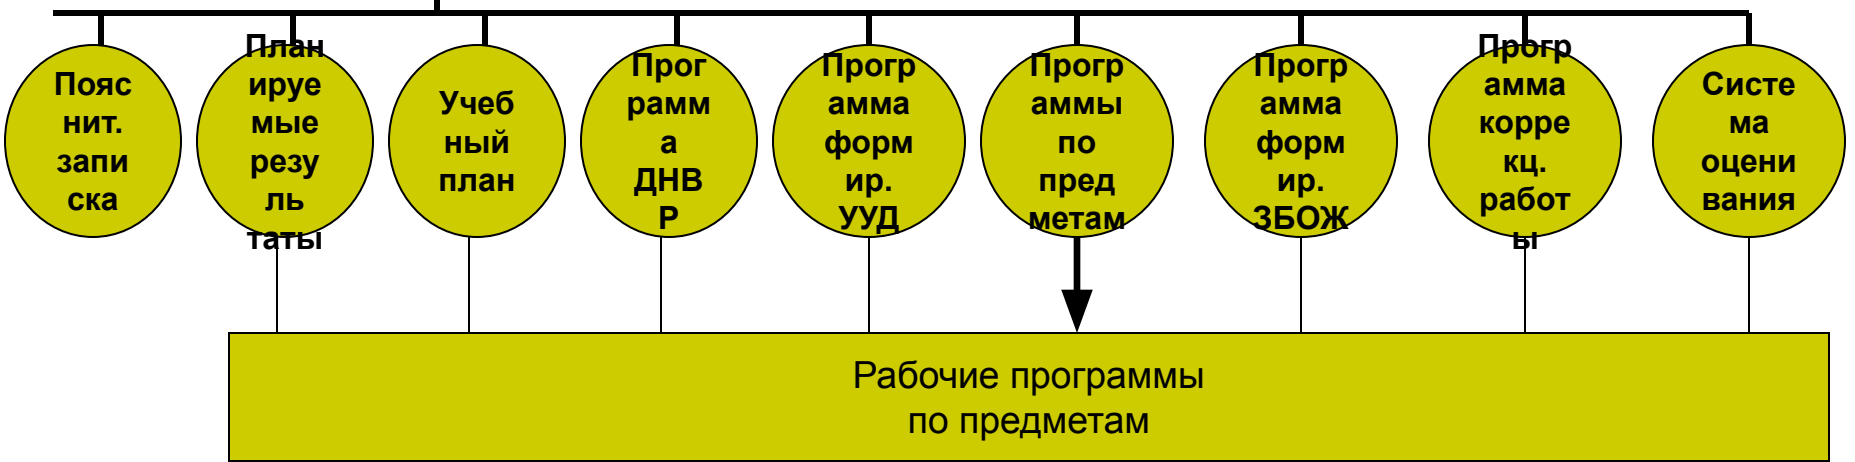 Пояс
нит.
запи
ска
План
ируе
мые
резу
ль
таты
Учеб
ный
план
Прог
рамм
а
ДНВ
Р
Прогр
амма
форм
ир.
УУД
Прогр
аммы
по
пред
метам
Прогр
амма
форм
ир.
ЗБОЖ
Прогр
амма
корре
кц.
работ
ы
Систе
ма
оцени
вания
Рабочие программы
по предметам